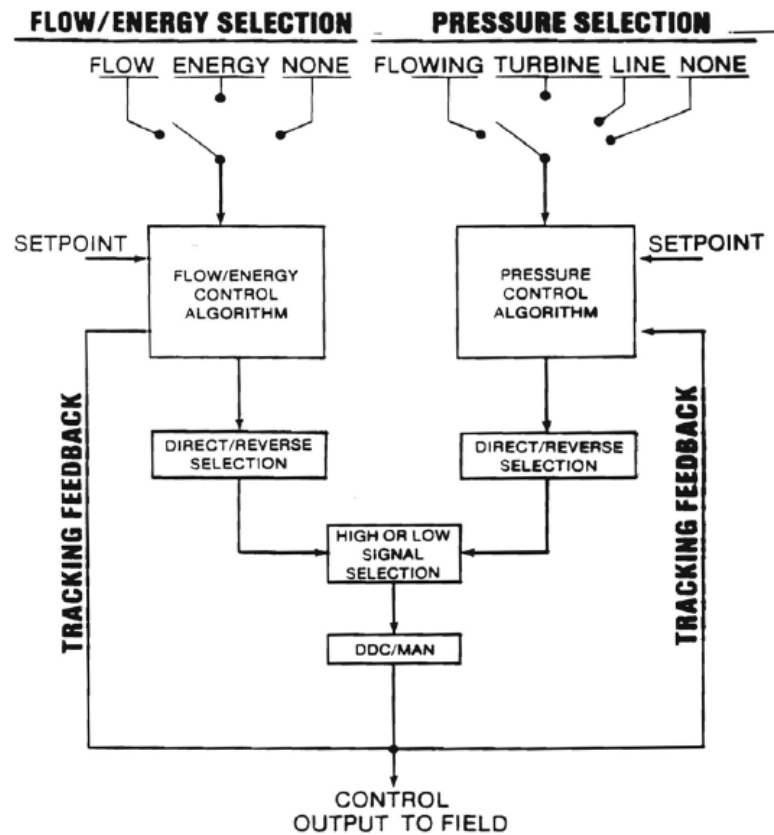 FLOW/ENERGY SELECTION PRESSURE SELECTION
FLOW ENERGY NONE FLOWING TURBINE LINE NONE
SETPOINT SETPOINT
FLOW/ENERGY
CONTROL
ALGORITHM
PRESSURE
CONTROL
ALGORITHM
TRACKING FEEDBACK
TRACKING FEEDBACK
DIRECT/REVERSE
SELECTION
DIRECT/REVERSE
SELECTION
HIGH OR LOW
SIGNAL
SELECTION
DDC/MAN
CONTROL
OUTPUT TO FIELD